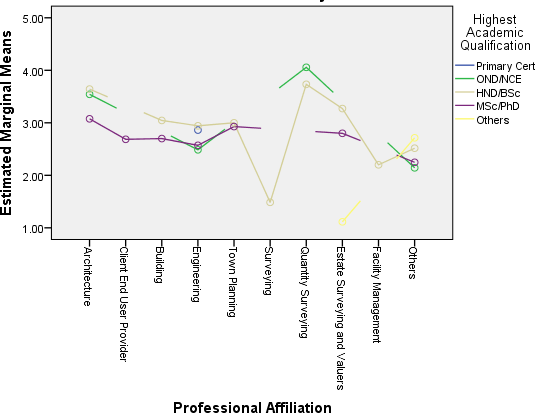 Highest
Academic
Qualification
Primary Cert
OND/NCE
HND/BSc
MSc/PhD
Others
Estimated Marginal Means
5.00
4.00
3.00
2.00
1.00
Architecture
Client End User Provider
Building
Engineering
Town Planning
Surveying
Quantity Surveying
Estate Surveying and Valuers
Facility Management
Others
Professional Affiliation